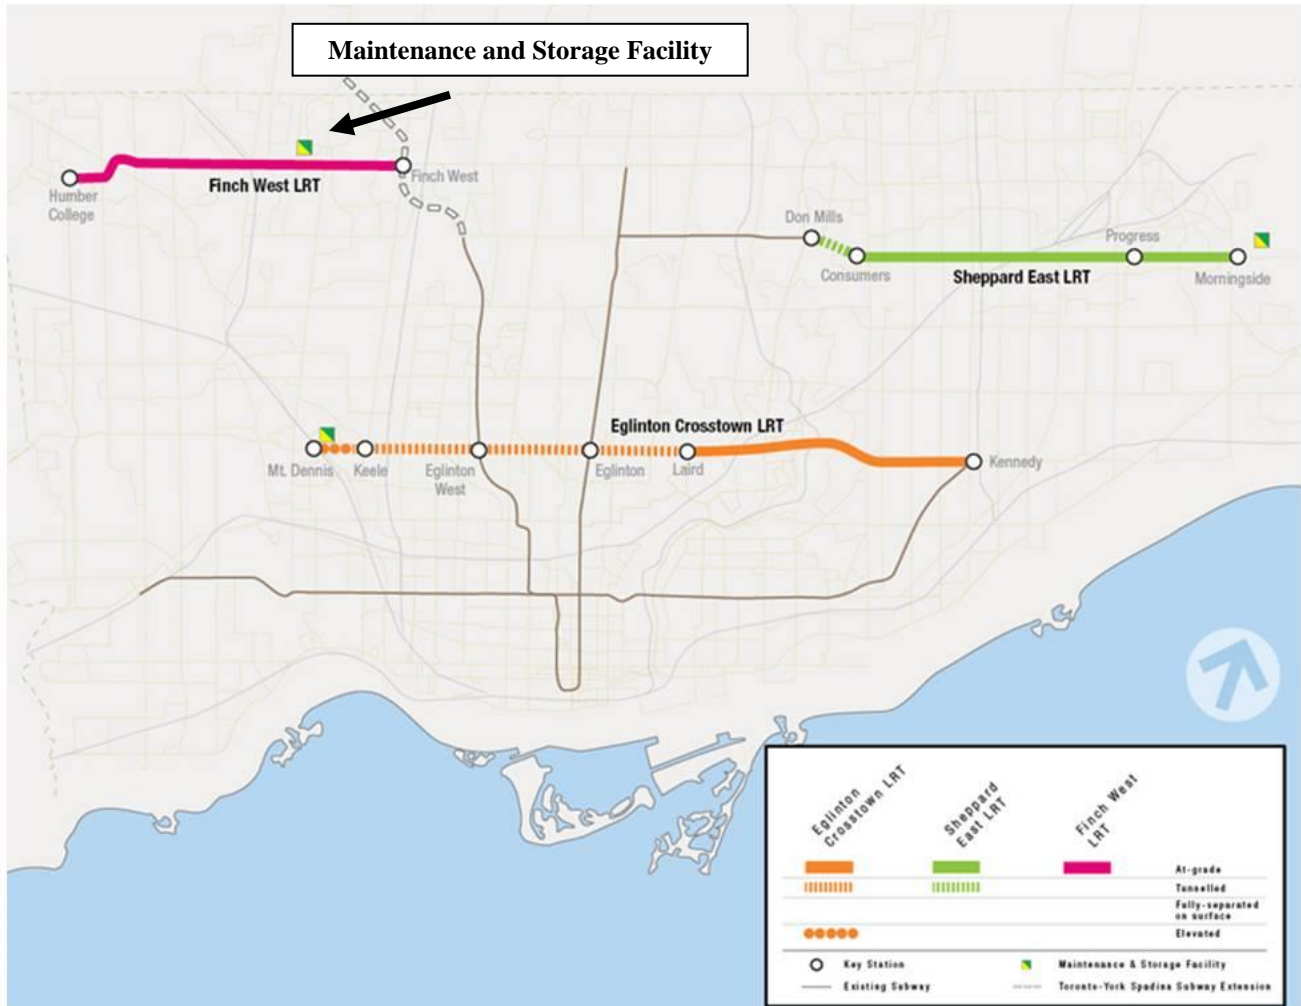 Maintenance and Storage Facility
Humber
College
Finch West LRT
Finch West
Don Mills
Consumers
Progress
Sheppard East LRT
Morningside
Eglinton Crosstown LRT
Mt. Dennis
Keele
Eglinton
West
Eglinton
Laird
Kennedy
Eglinton
Crosstown LRT
Sheppard
East LRT
Finch West
LRT
At-grade
Tunnelled
Fully-separated
on surface
Elevated
Key Station
Maintenance & Storage Facility
Existing Subway
Toronto-York Spadina Subway Extension